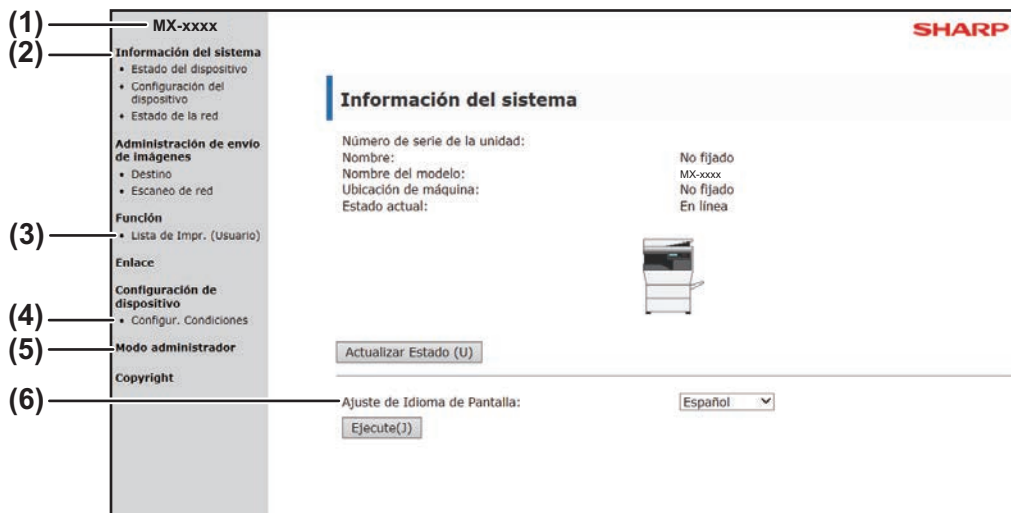 (1) MX-xxxx
SHARP
(2) Información del sistema
• Estado del dispositivo
• Configuración del
dispositivo
• Estado de la red
Administración de envío
de imágenes
• Destino
• Escaneo de red
Función
(3) • Lista de Impr. (Usuario)
Enlace
Configuración de
dispositivo
(4) • Configur. Condiciones
(5) Modo administrador
Copyright
Información del sistema
Número de serie de la unidad:
Nombre: No fijado
Nombre del modelo: MX-xxxx
Ubicación de máquina: No fijado
Estado actual: En línea
Actualizar Estado (U)
(6) Ajuste de Idioma de Pantalla: Español
Ejecute(J)